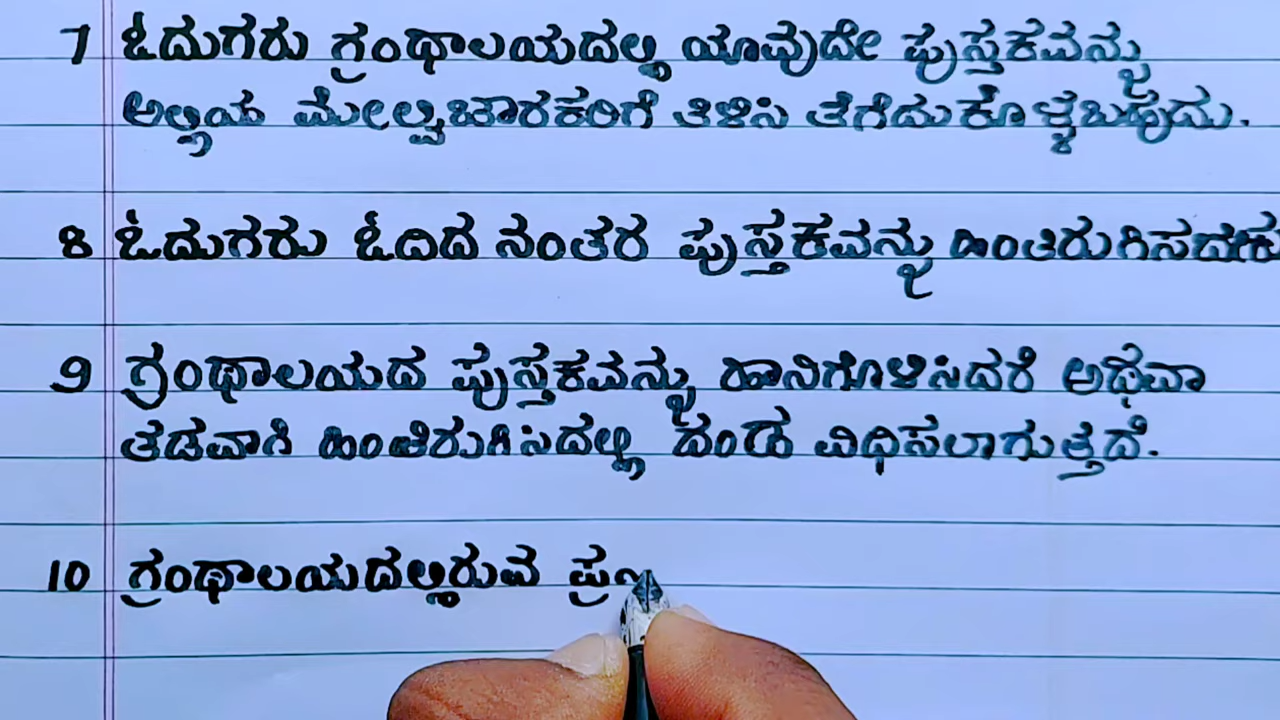 7 ಓದುಗರು ಗ್ರಂಥಾಲಯದಲ್ಲಿ ಯಾವುದೇ ಪುಸ್ತಕವನ್ನು
ಅಲ್ಲಿಯ ಮೇಲ್ವಿಚಾರಕರಿಗೆ ತಿಳಿಸಿ ತೆಗೆದುಕೊಳ್ಳಬಹುದು.
8 ಓದುಗರು ಓದಿದ ನಂತರ ಪುಸ್ತಕವನ್ನು
9 ಗ್ರಂಥಾಲಯದ ಪುಸ್ತಕವನ್ನು ಹಾನಿಗೊಳಿಸಿದರೆ ಅಥವಾ
ತಡವಾಗಿ ಹಿಂತಿರುಗಿಸಿದಲ್ಲಿ ದಂಡ ವಿಧಿಸಲಾಗುತ್ತದೆ.
10 ಗ್ರಂಥಾಲಯದಲ್ಲಿರುವ